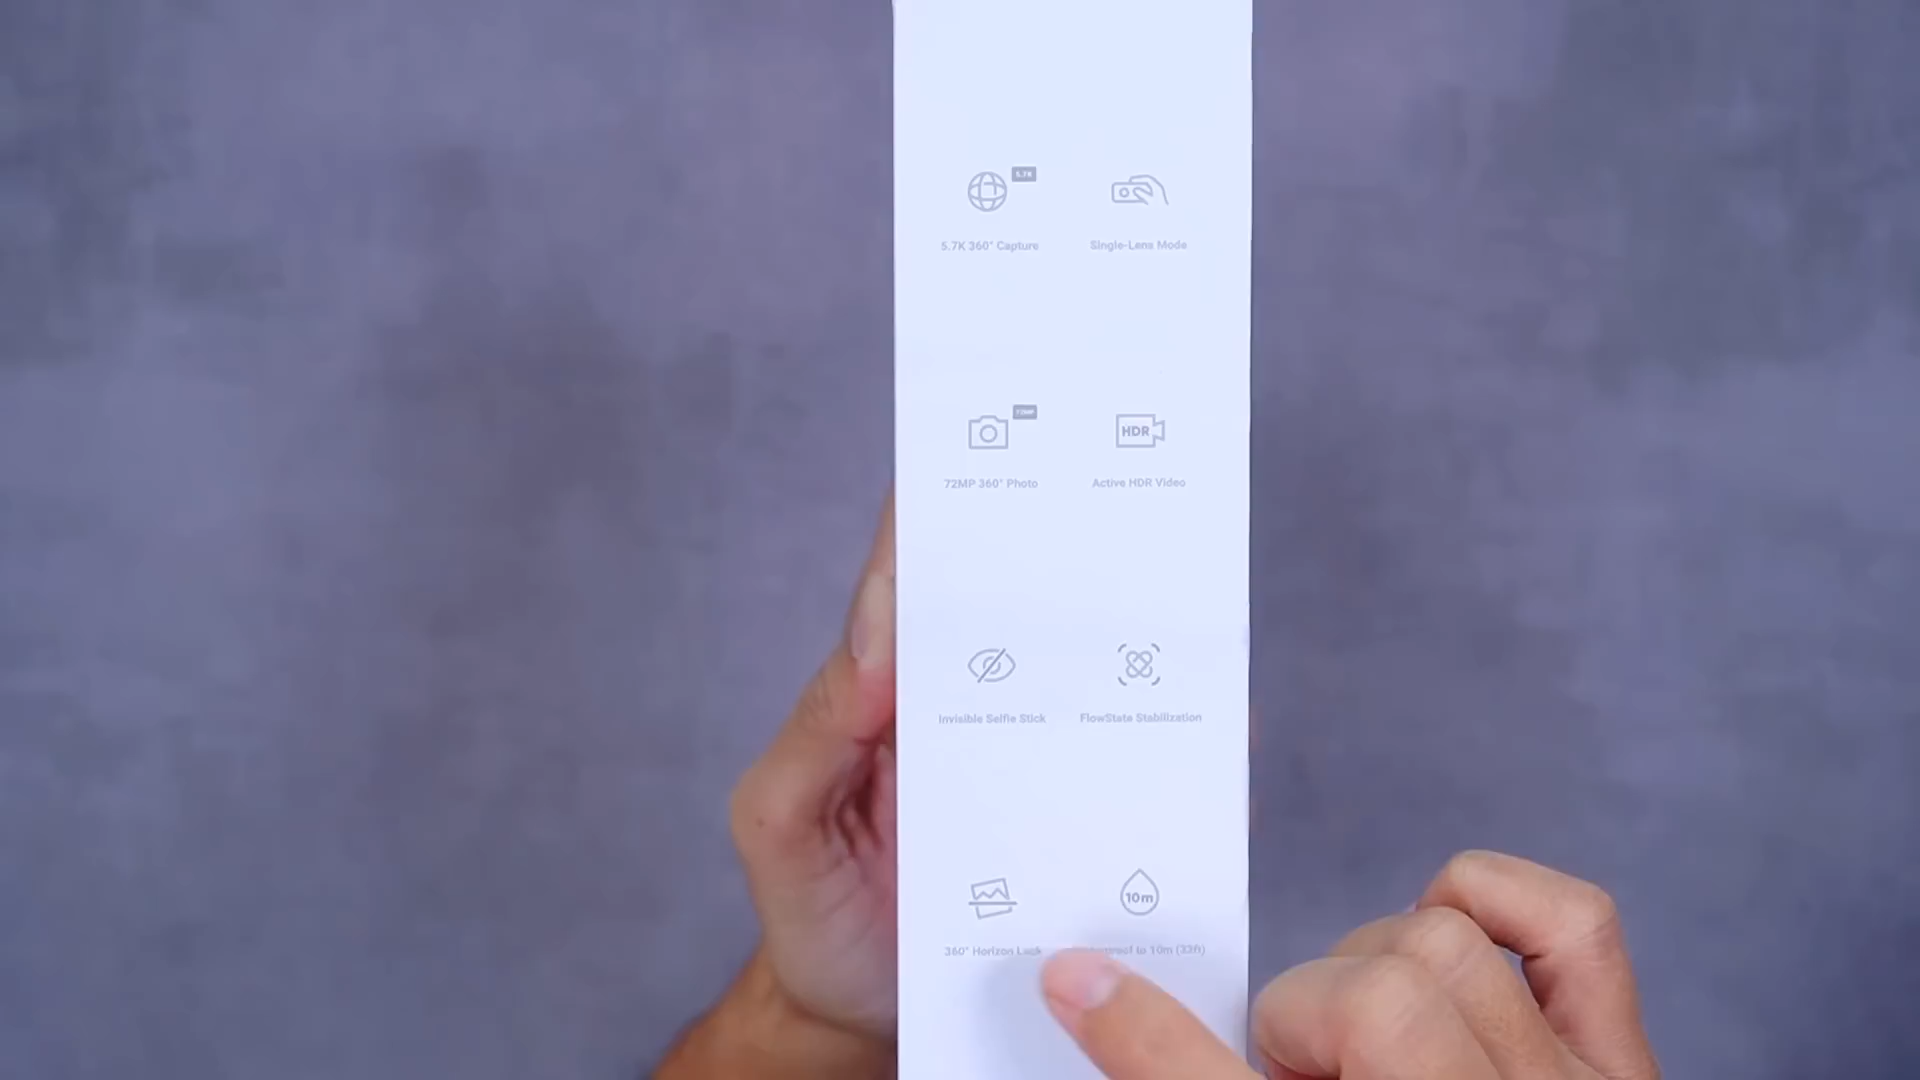 5.7K
5.7K 360° Capture
Single-Lens Mode
72MP
72MP 360° Photo
HDR
Active HDR Video
Invisible Selfie Stick
FlowState Stabilization
10m
360° Horizon Lock
to 10m (33ft)